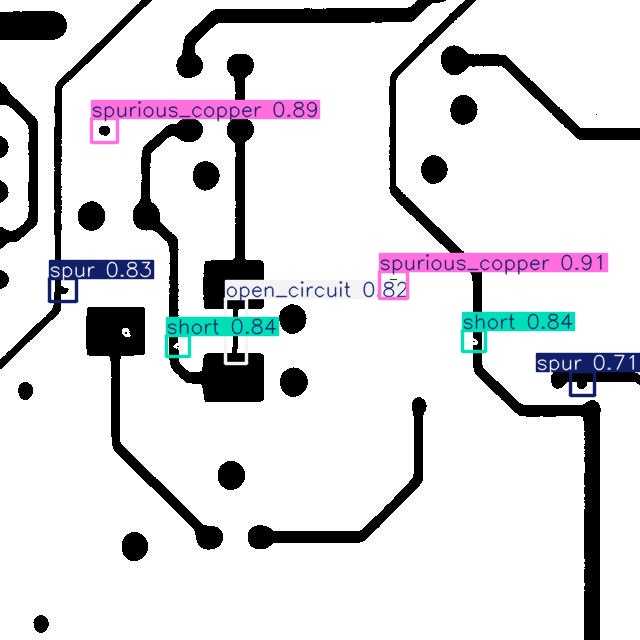 spurious_copper 0.89
spurious_copper 0.91
spur 0.83
open_circuit 0.82
short 0.84
short 0.84
spur 0.71